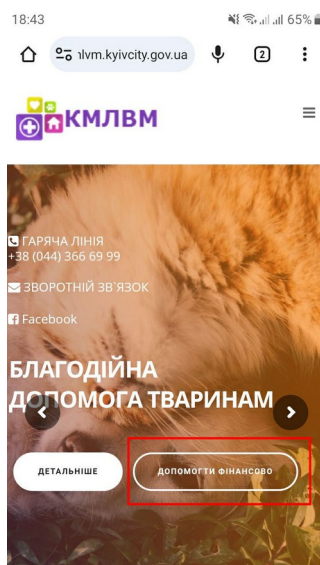 18:43
65%
nlvm.kyivcity.gov.ua
2
КМЛВМ
ГАРЯЧА ЛІНІЯ
+38 (044) 366 69 99
ЗВОРОТНІЙ ЗВ`ЯЗОК
Facebook
БЛАГОДІЙНА
ДОПОМОГА ТВАРИНАМ
ДЕТАЛЬНІШЕ
ДОПОМОГТИ ФІНАНСОВО